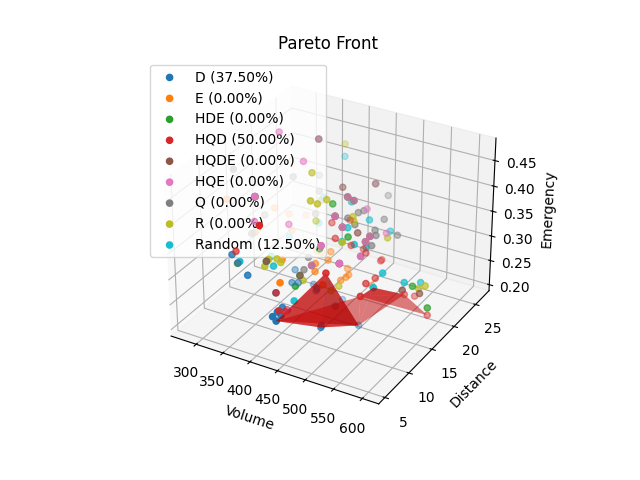 Pareto Front
D (37.50%)
E (0.00%)
HDE (0.00%)
HQD (50.00%)
HQDE (0.00%)
HQE (0.00%)
Q (0.00%)
R (0.00%)
Random (12.50%)
0.45
0.40
0.35
0.30
0.25
0.20
Emergency
25
20
15
10
5
Distance
300
350
400
450
500
550
600
Volume